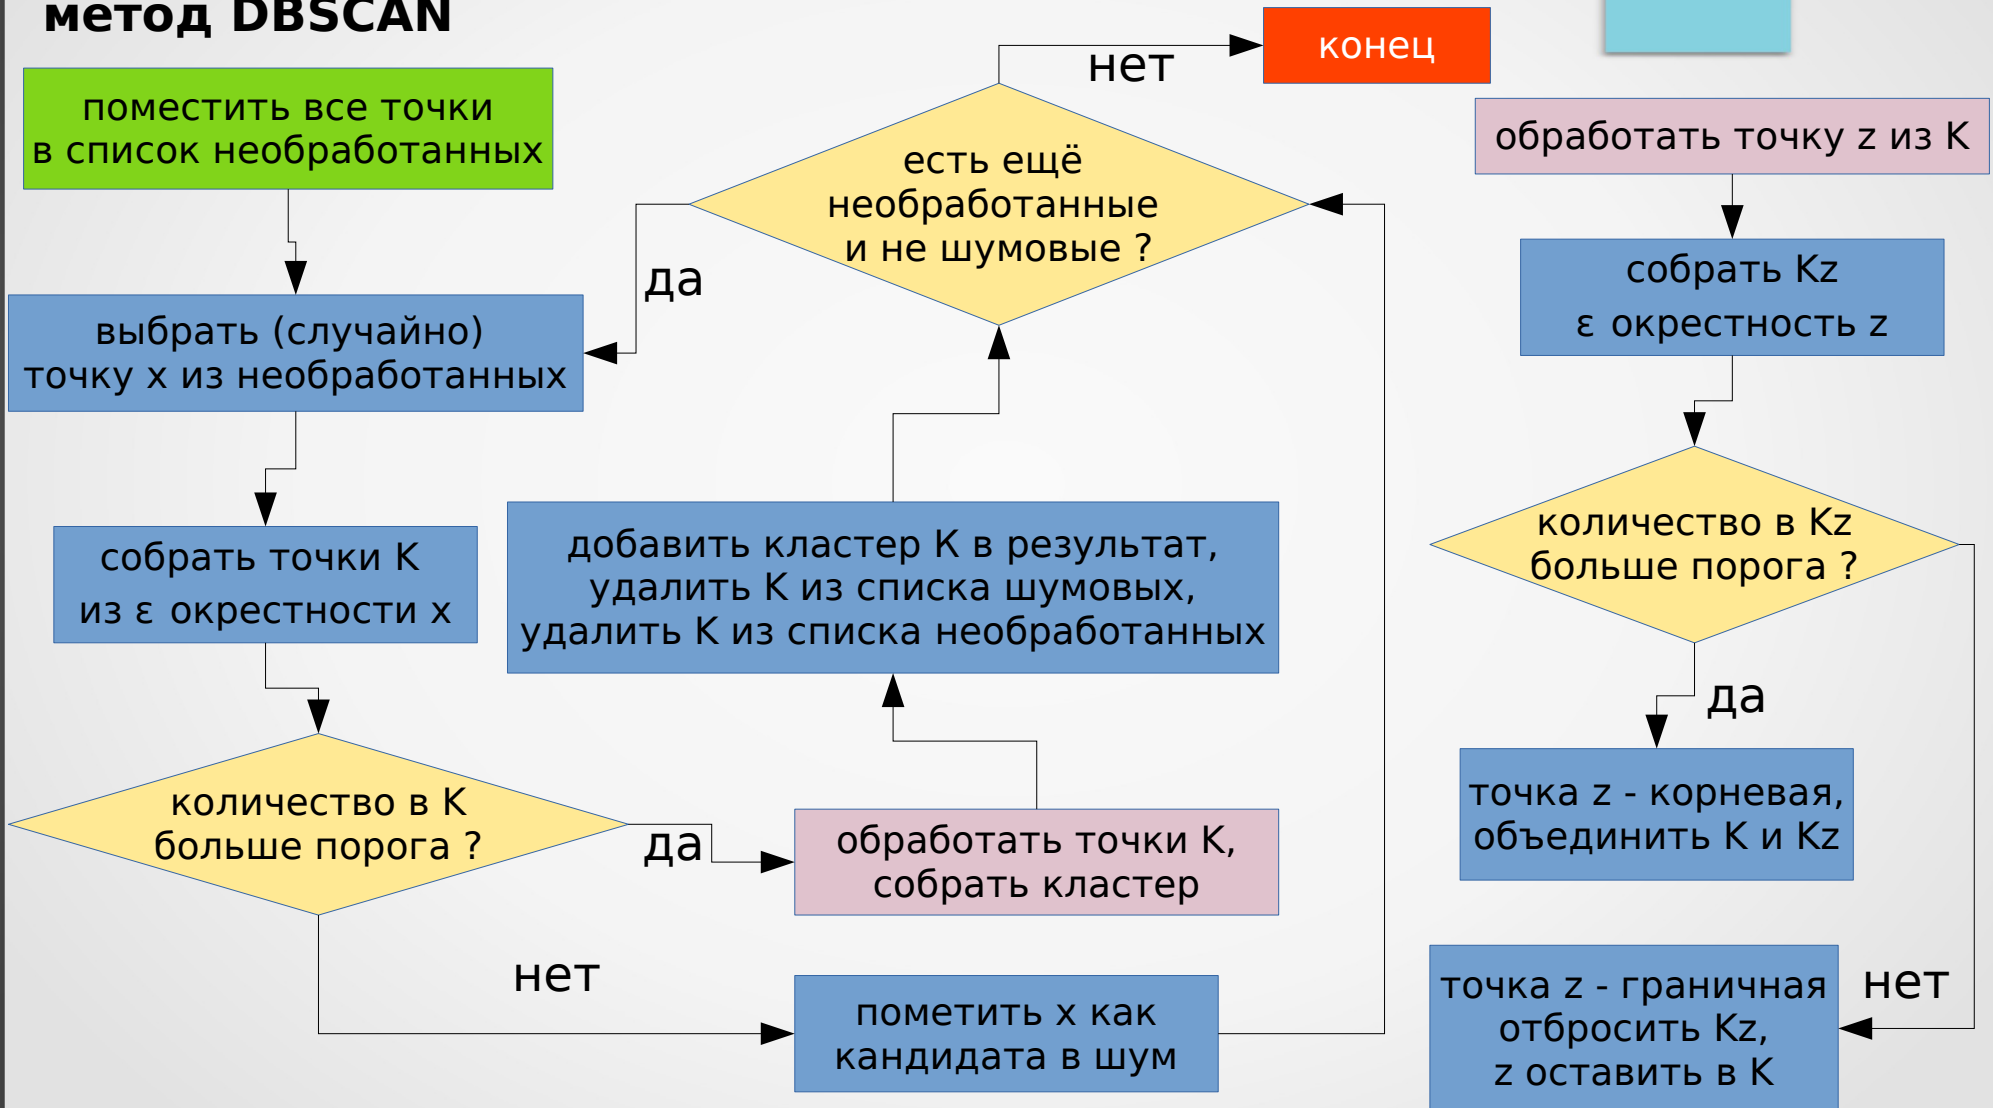 метод DBSCAN
поместить все точки
в список необработанных
выбрать (случайно)
точку x из необработанных
собрать точки K
из ε окрестности x
количество в K
больше порога ?
да
нет
обработать точки K,
собрать кластер
пометить x как
кандидата в шум
добавить кластер K в результат,
удалить K из списка шумовых,
удалить K из списка необработанных
есть ещё
необработанные
и не шумовые ?
да
нет
конец
обработать точку z из K
собрать Kz
ε окрестность z
количество в Kz
больше порога ?
да
точка z - корневая,
объединить K и Kz
нет
точка z - граничная
отбросить Kz,
z оставить в K